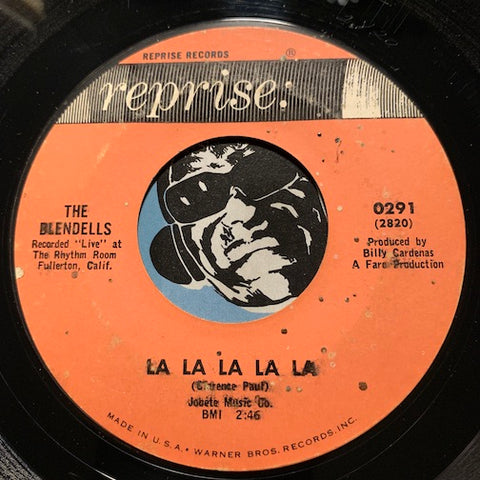 REPRISE RECORDS ®
reprise:
THE
BLENDELLS
Recorded "Live" at
The Rhythm Room
Fullerton, Calif.
0291
(2820)
Produced by
Billy Cardenas
A Faro Production
LA LA LA LA LA
(Clarence Paul)
Jobete Music Co.
BMI 2:46
MADE IN U.S.A. • WARNER BROS. RECORDS, INC.